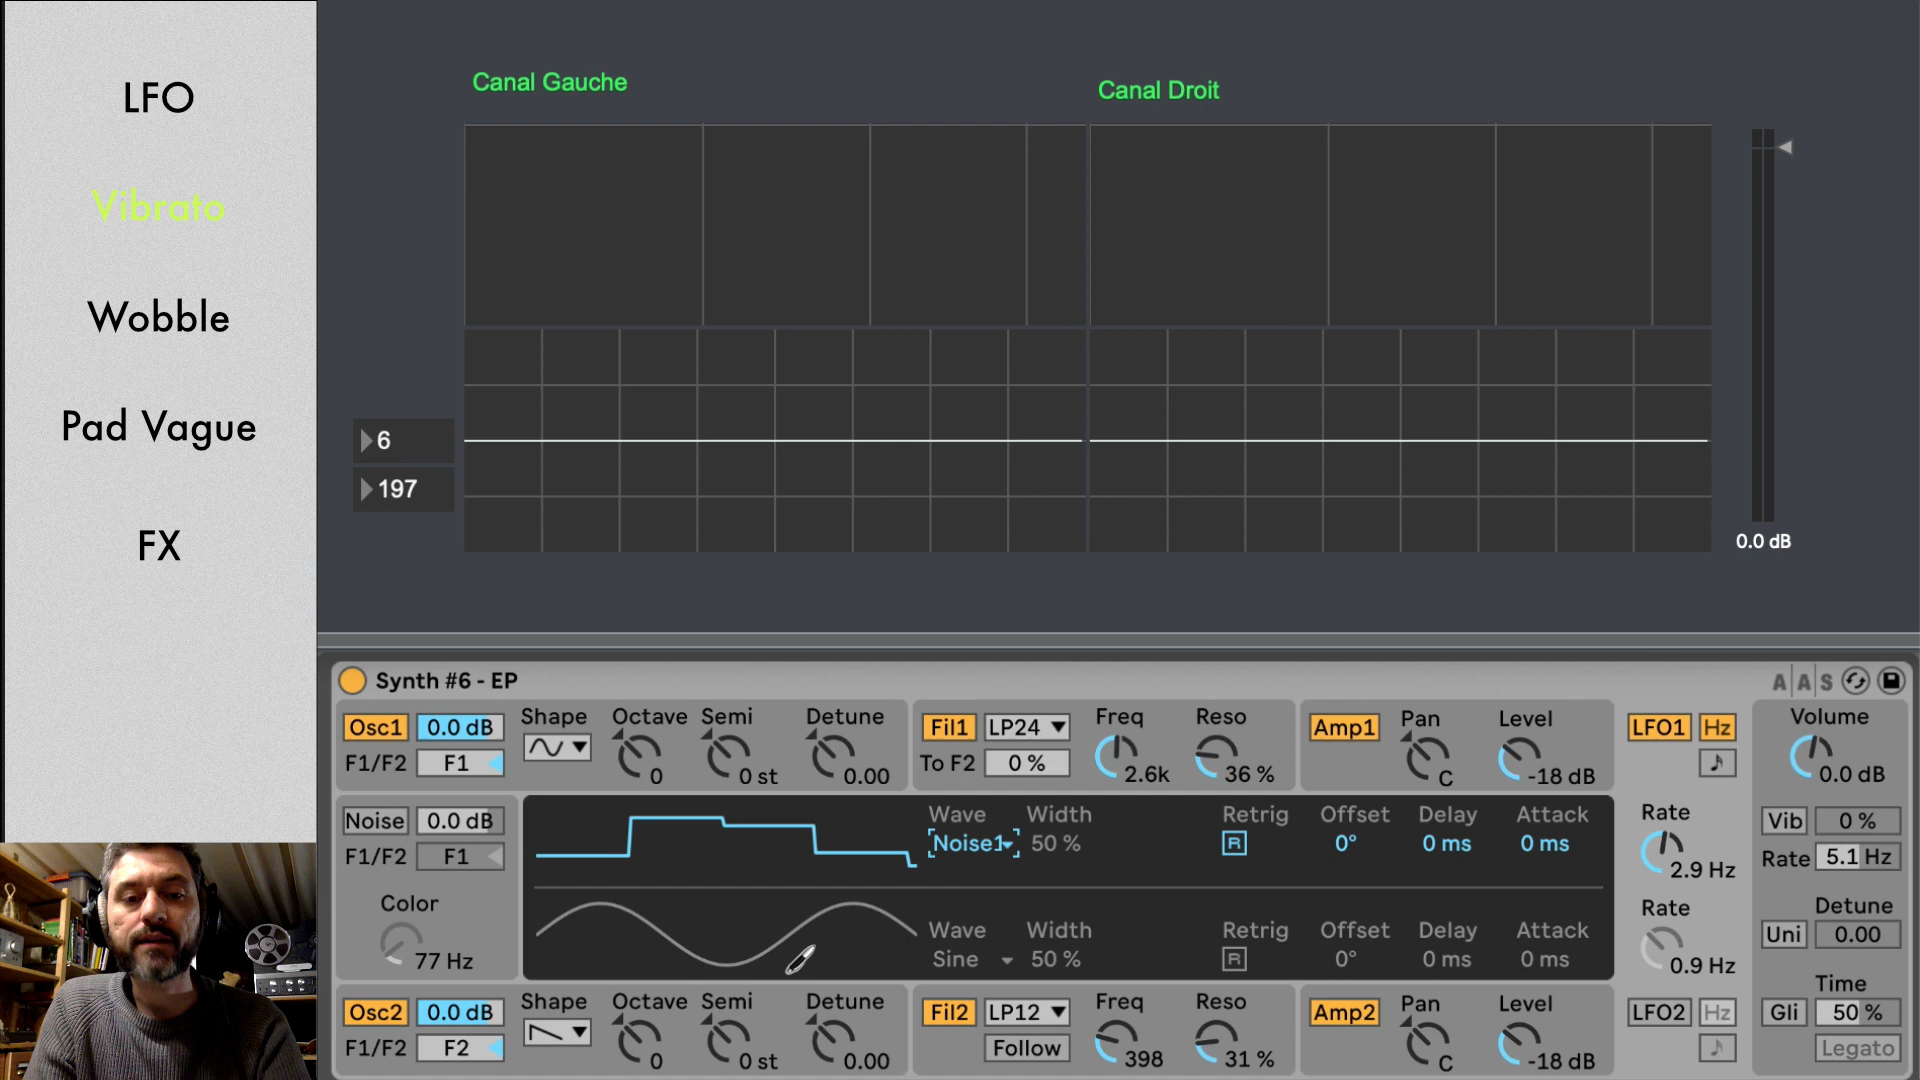 LFO
Vibrato
Wobble
Pad Vague
FX
Canal Gauche
Canal Droit
6
197
0.0 dB
Synth #6 - EP
A A S
Osc1 0.0 dB Shape Octave Semi Detune
F1/F2 F1 0 0 st 0.00
Fil1 LP24 Freq Reso
To F2 0 % 2.6k 36 %
Amp1 Pan Level
C -18 dB
LFO1 Hz
Volume
0.0 dB
Noise 0.0 dB
F1/F2 F1
Color
77 Hz
Wave Width Retrig Offset Delay Attack
Noise1 50 % R 0° 0 ms 0 ms
Wave Width Retrig Offset Delay Attack
Sine 50 % R 0° 0 ms 0 ms
Rate
2.9 Hz
Rate
0.9 Hz
Vib 0 %
Rate 5.1 Hz
Detune
Uni 0.00
Time
Gli 50 %
Legato
Osc2 0.0 dB Shape Octave Semi Detune
F1/F2 F2 0 0 st 0.00
Fil2 LP12 Freq Reso
Follow 398 31 %
Amp2 Pan Level
C -18 dB
LFO2 Hz